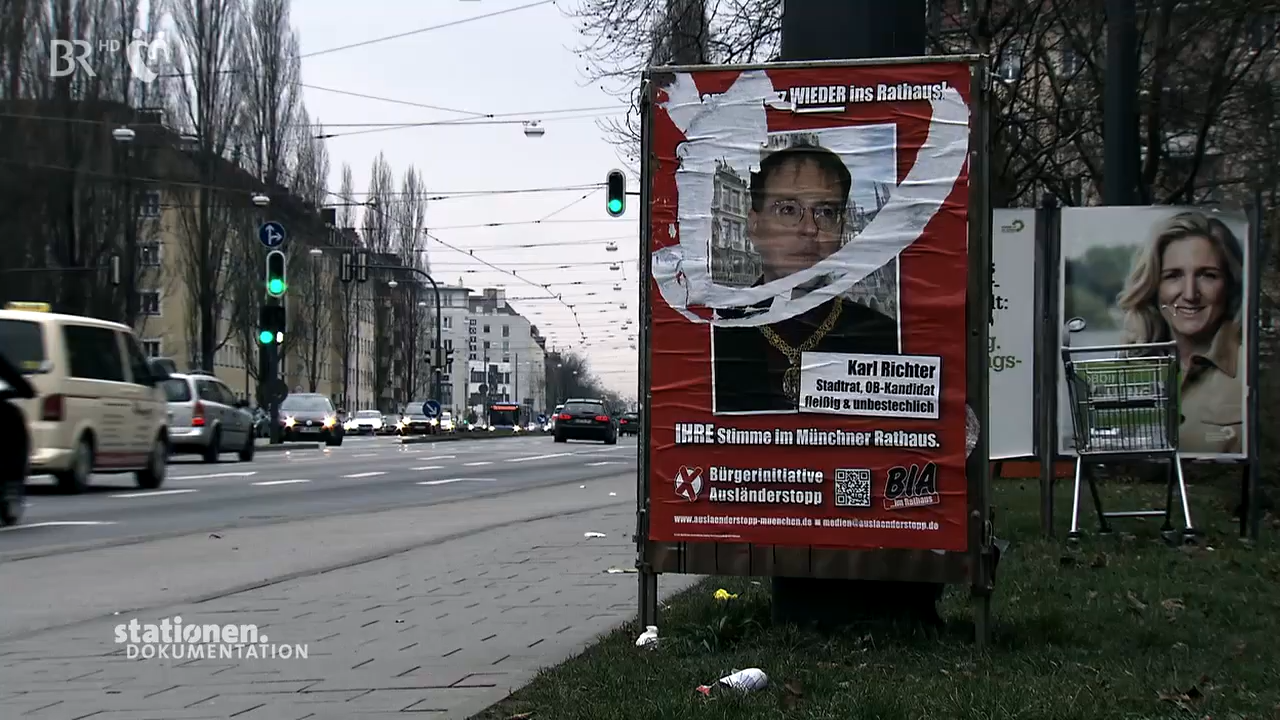 BR HD
WIEDER ins Rathaus!
Karl Richter
Stadtrat, OB-Kandidat
fleißig & unbestechlich
IHRE Stimme im Münchner Rathaus.
Bürgerinitiative
Ausländerstopp
BIA
im Rathaus
www.auslaenderstopp-muenchen.de ■ medien@auslaenderstopp.de
stationen.
DOKUMENTATION